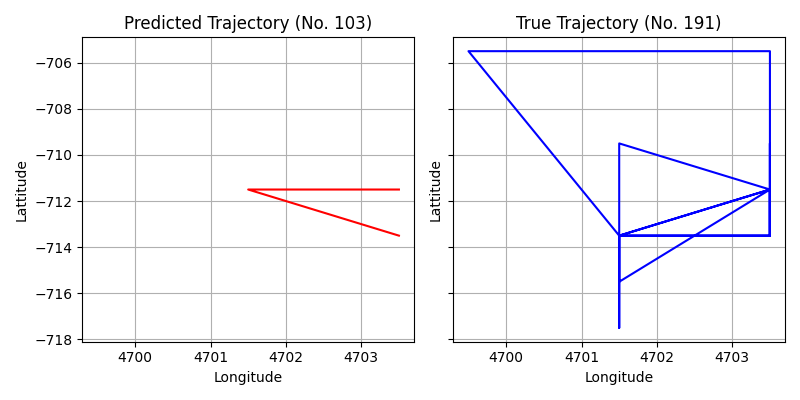 Predicted Trajectory (No. 103)
True Trajectory (No. 191)
Lattitude
−706
−708
−710
−712
−714
−716
−718
4700
4701
4702
4703
Longitude
Lattitude
4700
4701
4702
4703
Longitude